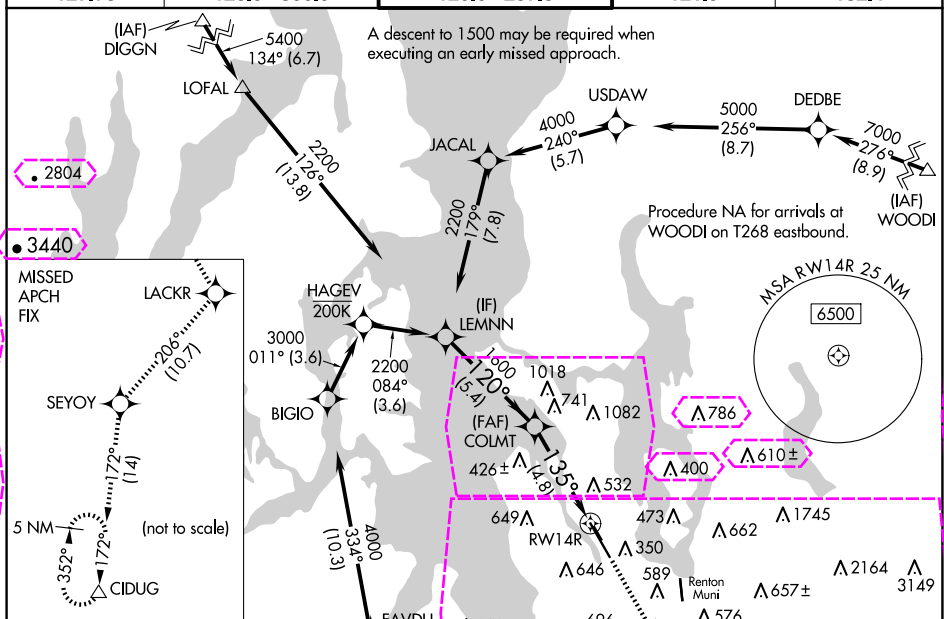 (IAF)
DIGGN
5400
134° (6.7)
A descent to 1500 may be required when
executing an early missed approach.
LOFAL
2200
126°
(13.8)
JACAL
USDAW
4000
240°
(5.7)
DEDBE
5000
256°
(8.7)
7000
276°
(8.9)
(IAF)
WOODI
2804
3440
2200
179°
(7.8)
Procedure NA for arrivals at
WOODI on T268 eastbound.
MSA RW14R 25 NM
6500
MISSED
APCH
FIX
LACKR
206°
(10.7)
SEYOY
172°
(14)
5 NM
352°
172°
(not to scale)
CIDUG
HAGEV
200K
3000
011° (3.6)
2200
084°
(3.6)
BIGIO
(IF)
LEMNN
1600
120°
(5.4)
(FAF)
COLMT
1018
741
1082
786
610±
400
426±
(4.8)
135°
532
649
RW14R
473
662
1745
350
646
589
Renton
Muni
657±
2164
3149
576
4000
334°
(10.3)